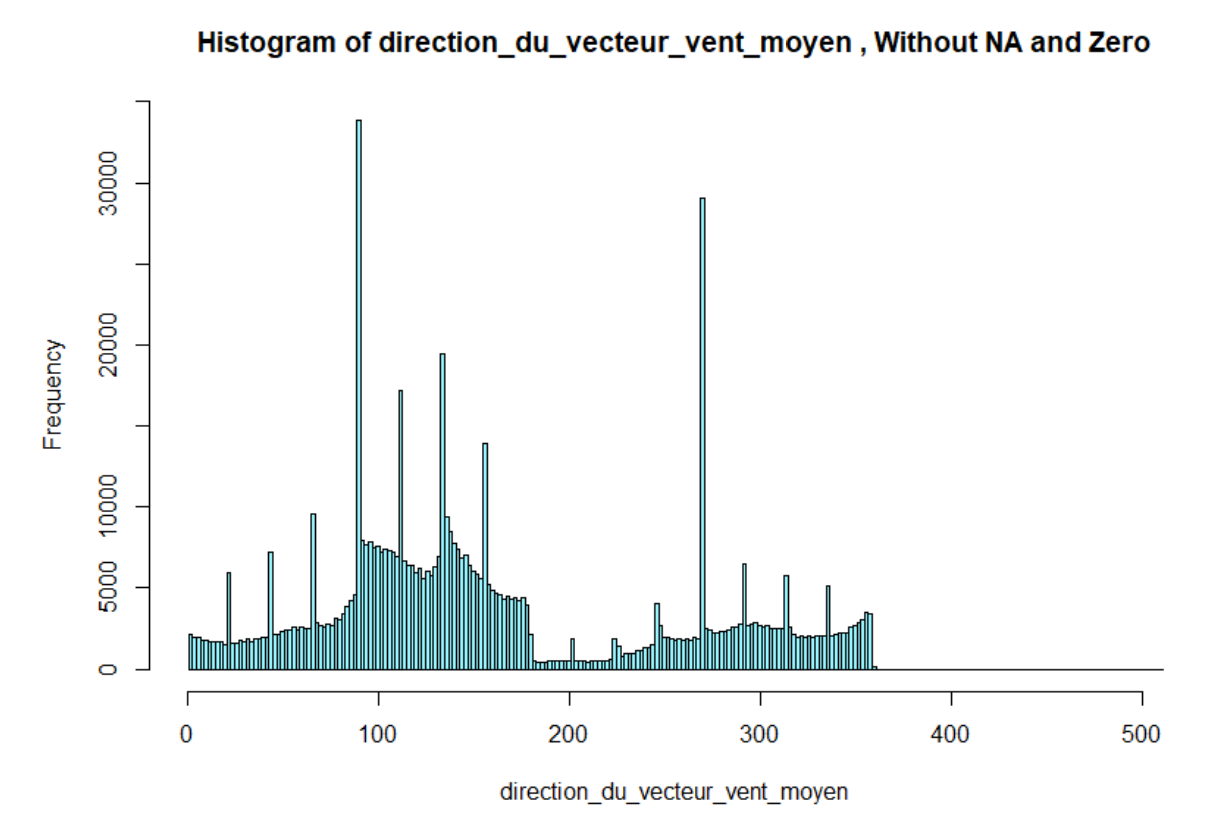 Histogram of direction_du_vecteur_vent_moyen , Without NA and Zero
Frequency
30000
20000
10000
5000
0
0 100 200 300 400 500
direction_du_vecteur_vent_moyen